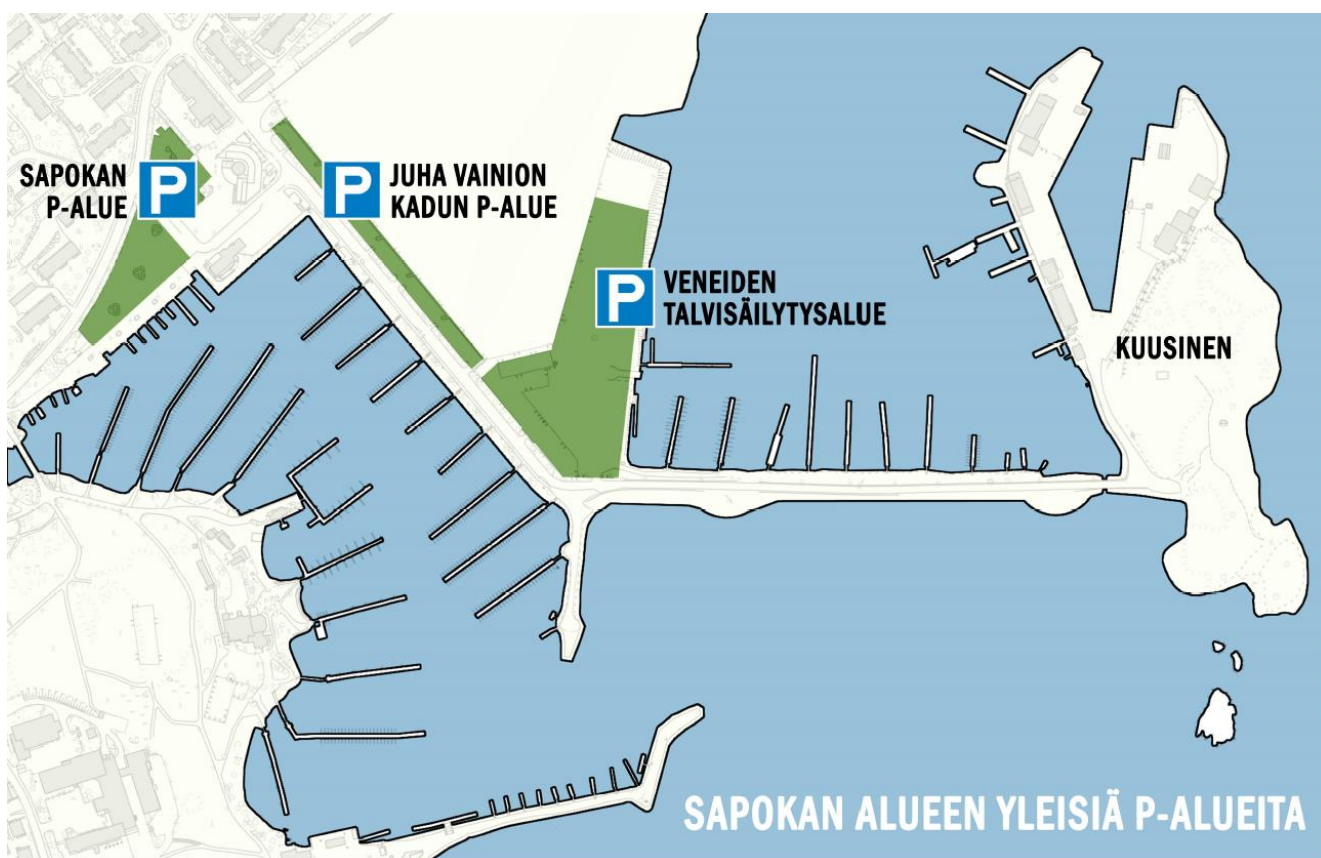 SAPOKAN
P-ALUE
P
P
JUHA VAINION
KADUN P-ALUE
P
VENEIDEN
TALVISÄILYTYSALUE
KUUSINEN
SAPOKAN ALUEEN YLEISIÄ P-ALUEITA